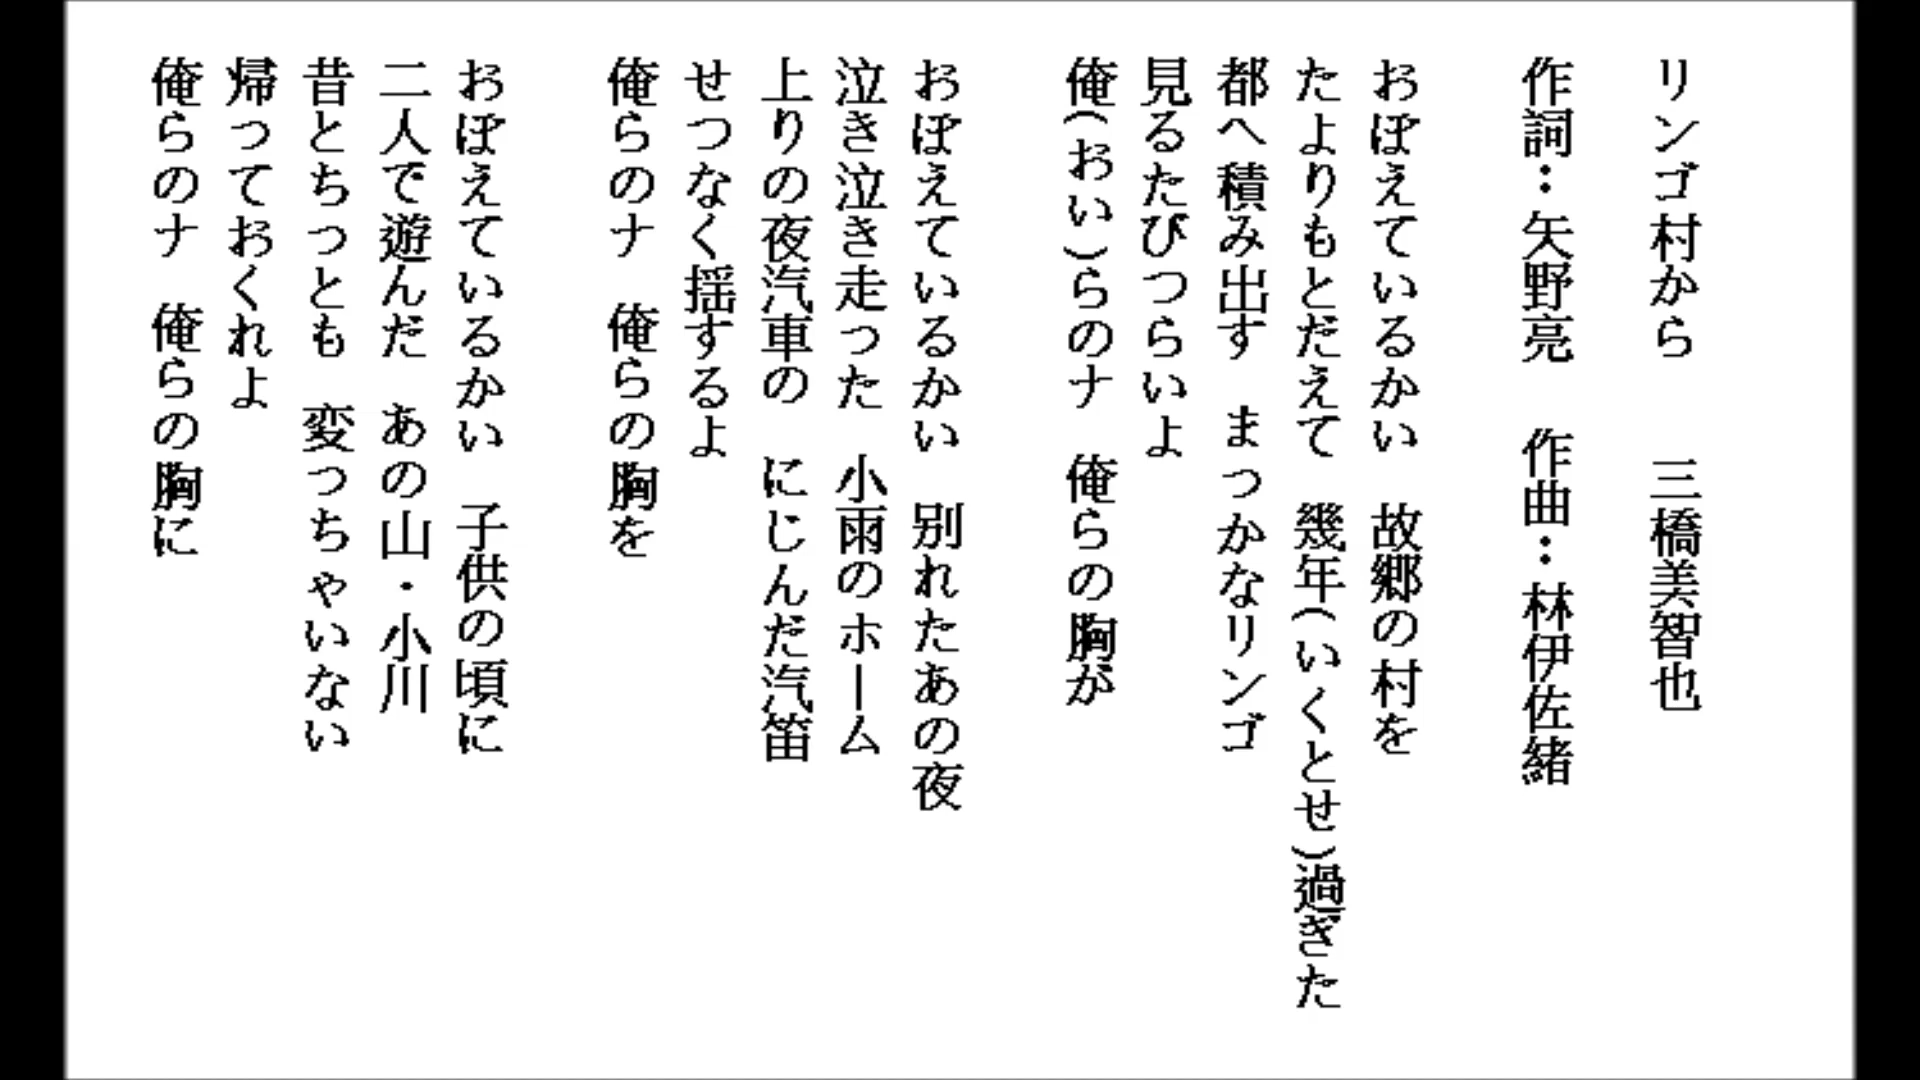 リンゴ村から　三橋美智也
作詞：矢野亮　作曲：林伊佐緒
おぼえているかい　故郷の村を
たよりもとだえて　幾年(いくとせ)過ぎた
都へ積み出す　まっかなリンゴ
見るたびつらいよ
俺(おい)らのナ　俺らの胸が
おぼえているかい　別れたあの夜
泣き泣き走った　小雨のホーム
上りの夜汽車の　にじんだ汽笛
せつなく揺するよ
俺らのナ　俺らの胸を
おぼえているかい　子供の頃に
二人で遊んだ　あの山・小川
昔とちっとも　変っちゃいない
帰っておくれよ
俺らのナ　俺らの胸に